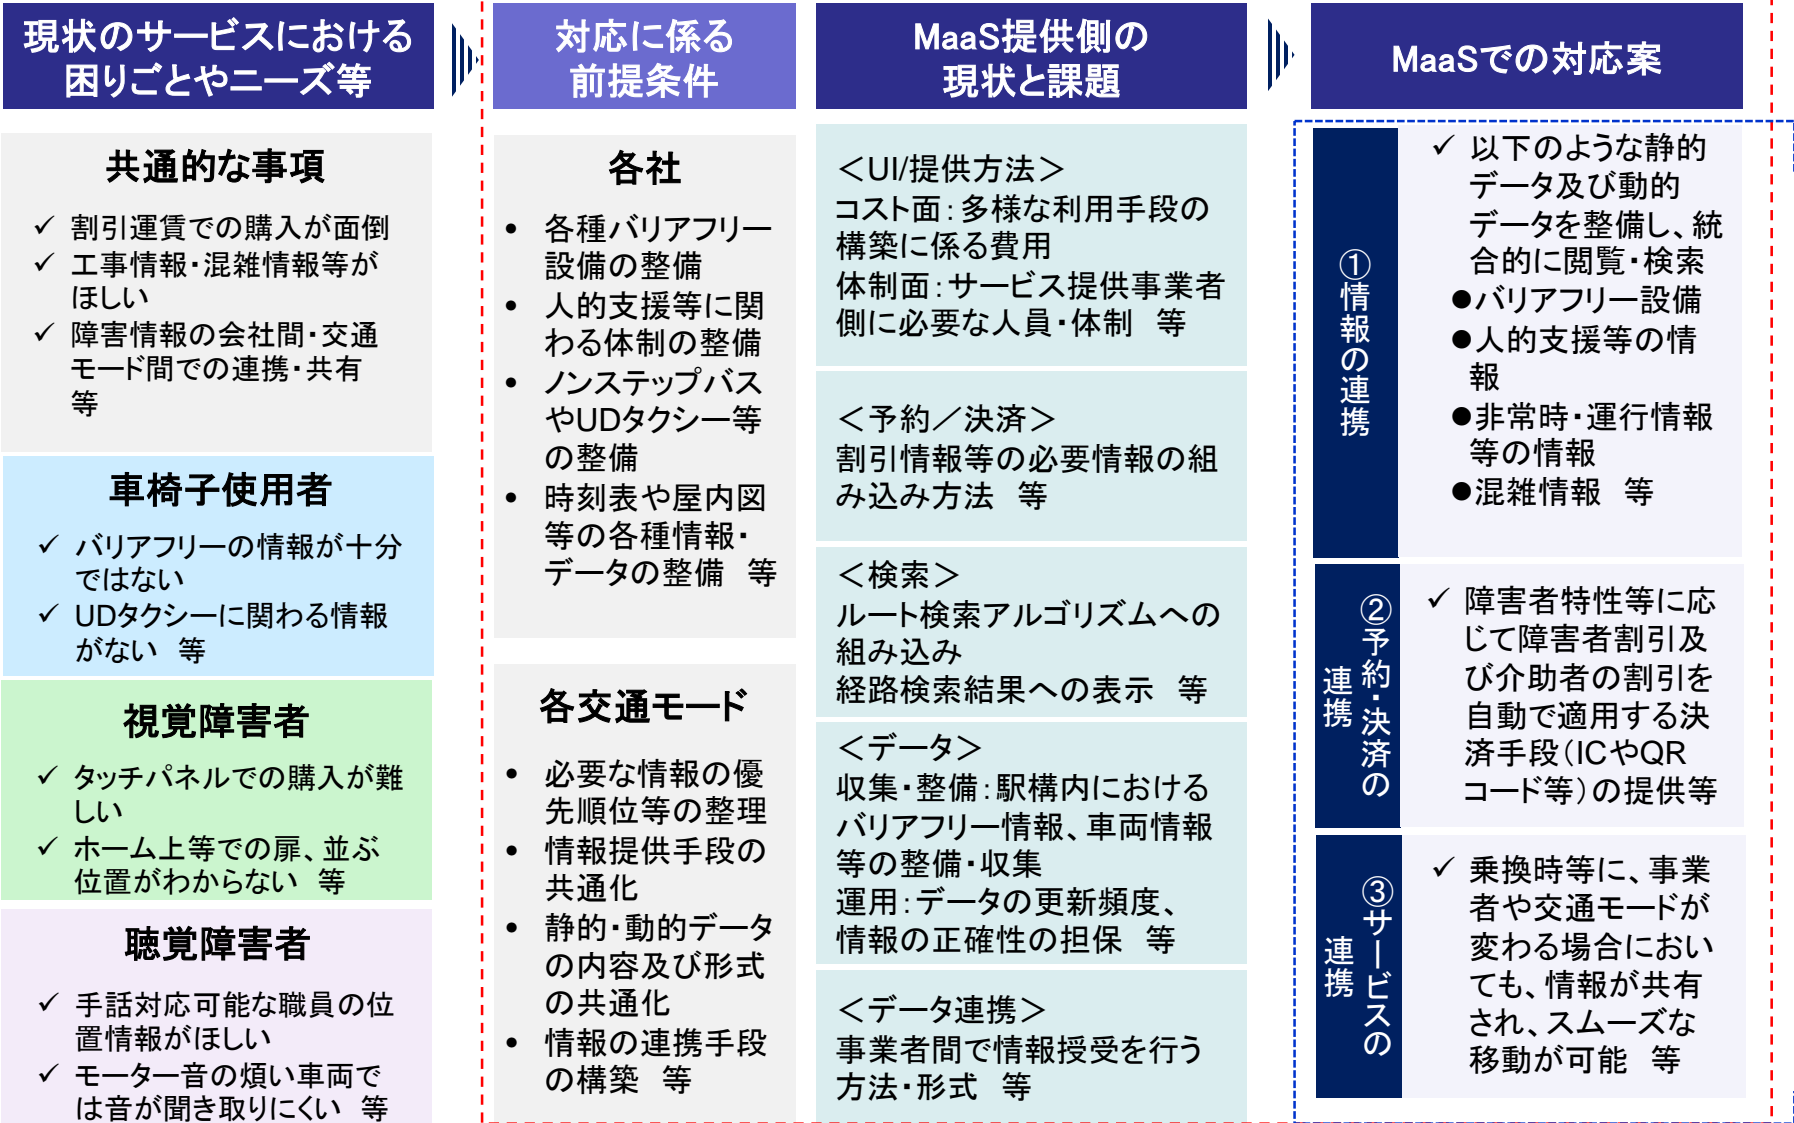 現状のサービスにおける
困りごとやニーズ等
対応に係る
前提条件
MaaS提供側の
現状と課題
MaaSでの対応案
共通的な事項
✓ 割引運賃での購入が面倒
✓ 工事情報・混雑情報等が
ほしい
✓ 障害情報の会社間・交通
モード間での連携・共有
等
車椅子使用者
✓ バリアフリーの情報が十分
ではない
✓ UDタクシーに関わる情報
がない 等
視覚障害者
✓ タッチパネルでの購入が難
しい
✓ ホーム上等での扉、並ぶ
位置がわからない 等
聴覚障害者
✓ 手話対応可能な職員の位
置情報がほしい
✓ モーター音の煩い車両で
は音が聞き取りにくい 等
各社
• 各種バリアフリー
設備の整備
• 人的支援等に関
わる体制の整備
• ノンステップバス
やUDタクシー等
の整備
• 時刻表や屋内図
等の各種情報・
データの整備 等
各交通モード
• 必要な情報の優
先順位等の整理
• 情報提供手段の
共通化
• 静的・動的データ
の内容及び形式
の共通化
• 情報の連携手段
の構築 等
＜UI/提供方法＞
コスト面：多様な利用手段の
構築に係る費用
体制面：サービス提供事業者
側に必要な人員・体制 等
＜予約／決済＞
割引情報等の必要情報の組
み込み方法 等
＜検索＞
ルート検索アルゴリズムへの
組み込み
経路検索結果への表示 等
＜データ＞
収集・整備：駅構内における
バリアフリー情報、車両情報
等の整備・収集
運用：データの更新頻度、
情報の正確性の担保 等
＜データ連携＞
事業者間で情報授受を行う
方法・形式 等
①情報の連携
✓ 以下のような静的
データ及び動的
データを整備し、統
合的に閲覧・検索
●バリアフリー設備
●人的支援等の情
報
●非常時・運行情報
等の情報
●混雑情報 等
②予約・決済の
連携
✓ 障害者特性等に応
じて障害者割引及
び介助者の割引を
自動で適用する決
済手段（ICやQR
コード等）の提供等
③サービスの
連携
✓ 乗換時等に、事業
者や交通モードが
変わる場合におい
ても、情報が共有
され、スムーズな
移動が可能 等